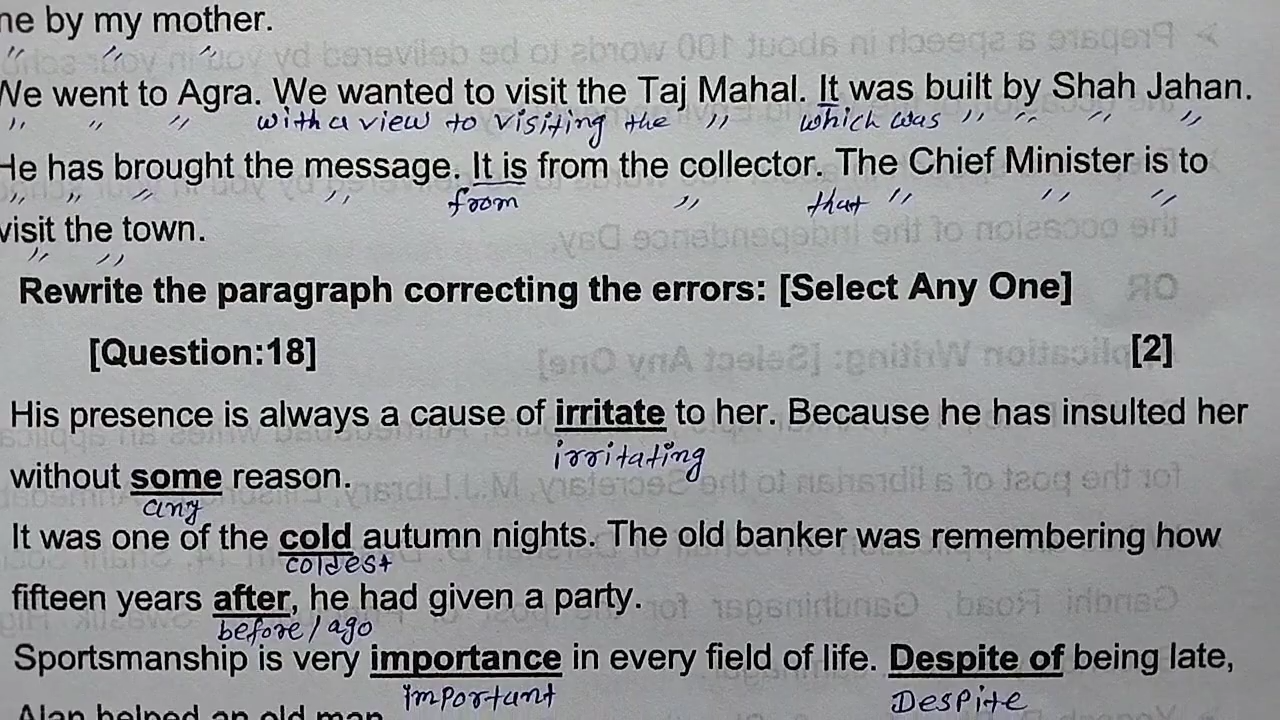 ne by my mother.
" " "
We went to Agra. We wanted to visit the Taj Mahal. It was built by Shah Jahan.
" " " with a view to visiting the " which was " " " "
He has brought the message. It is from the collector. The Chief Minister is to
" " " " from " that " " "
visit the town.
" "
Rewrite the paragraph correcting the errors: [Select Any One]
[Question:18] [2]
His presence is always a cause of irritate to her. Because he has insulted her
irritating
without some reason.
any
It was one of the cold autumn nights. The old banker was remembering how
coldest
fifteen years after, he had given a party.
before / ago
Sportsmanship is very importance in every field of life. Despite of being late,
important Despite
Alan helped an old man